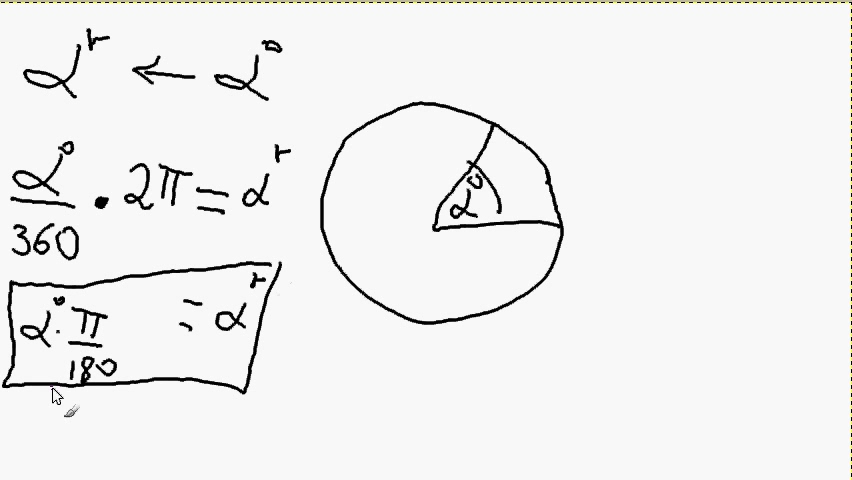 α^r ← α°
α°/360 · 2π = α^r
α° · π/180 = α^r
α°